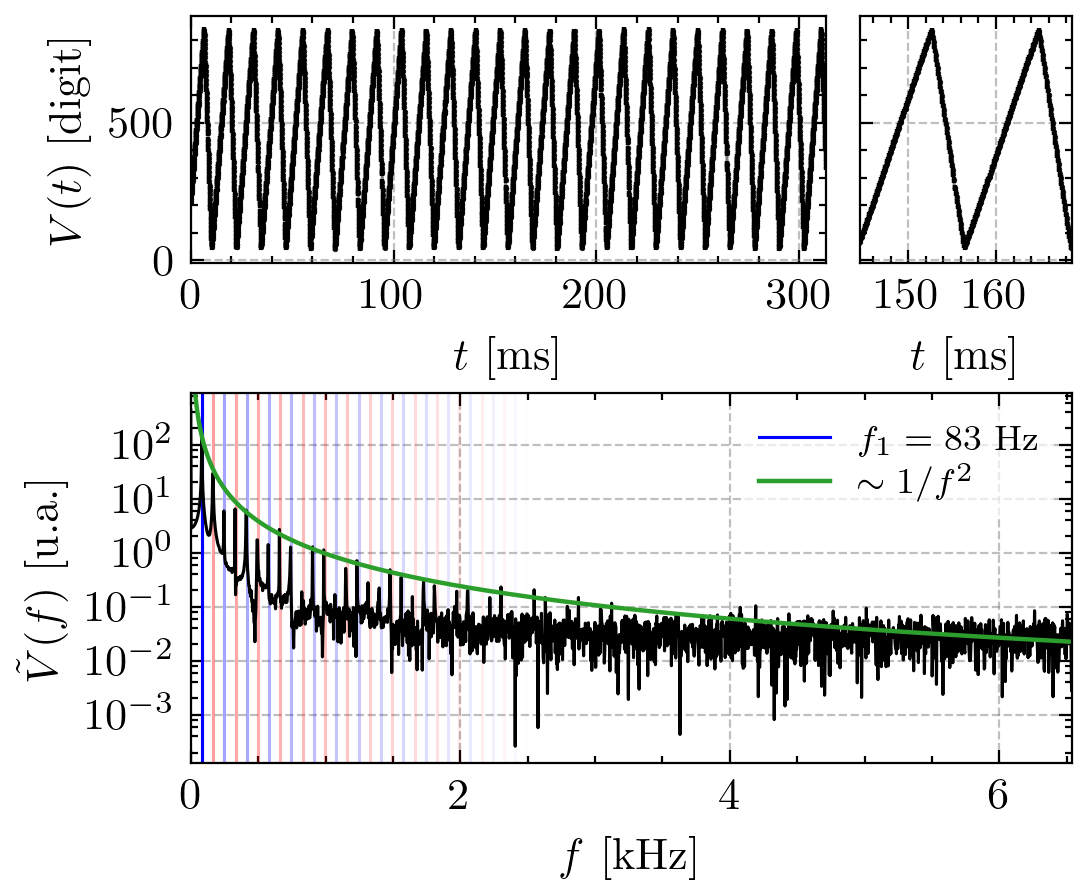 V(t) [digit]
500
0
0 100 200 300
t [ms]
150 160
t [ms]
Ṽ(f) [u.a.]
10² 
10¹
10⁰
10⁻¹
10⁻²
10⁻³
f₁ = 83 Hz
∼ 1/f²
0 2 4 6
f [kHz]